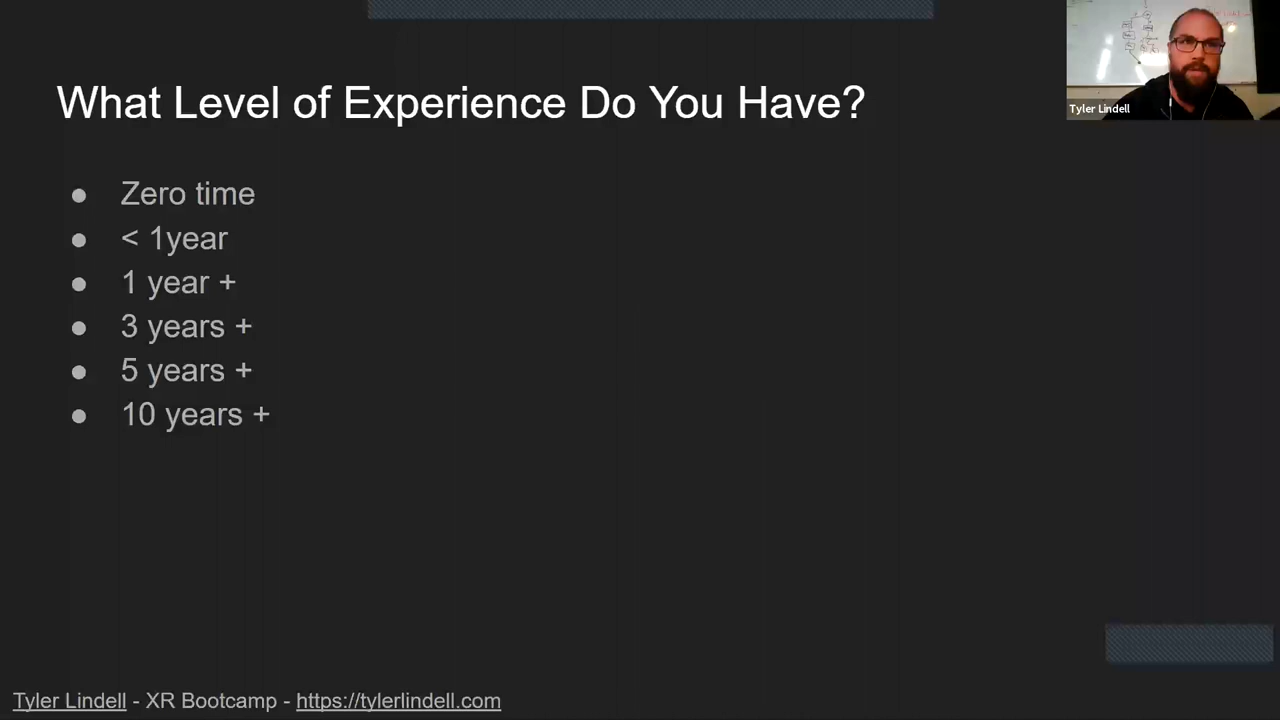 What Level of Experience Do You Have?
Tyler Lindell
● Zero time
● < 1year
● 1 year +
● 3 years +
● 5 years +
● 10 years +
Tyler Lindell - XR Bootcamp - https://tylerlindell.com